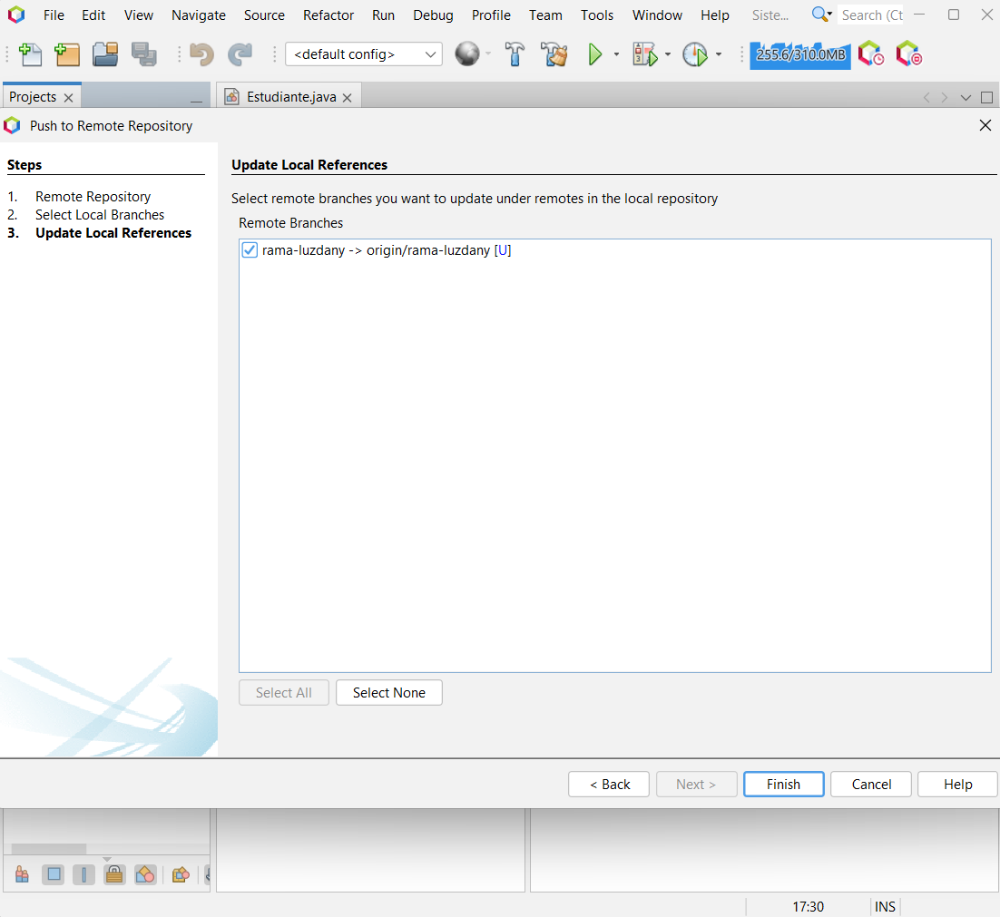 File Edit View Navigate Source Refactor Run Debug Profile Team Tools Window Help Siste... Search (Ct
<default config> 255.6/310.0MB
Projects Estudiante.java
Push to Remote Repository
Steps
1. Remote Repository
2. Select Local Branches
3. Update Local References
Update Local References
Select remote branches you want to update under remotes in the local repository
Remote Branches
rama-luzdany -> origin/rama-luzdany [U]
Select All Select None
< Back Next > Finish Cancel Help
17:30 INS